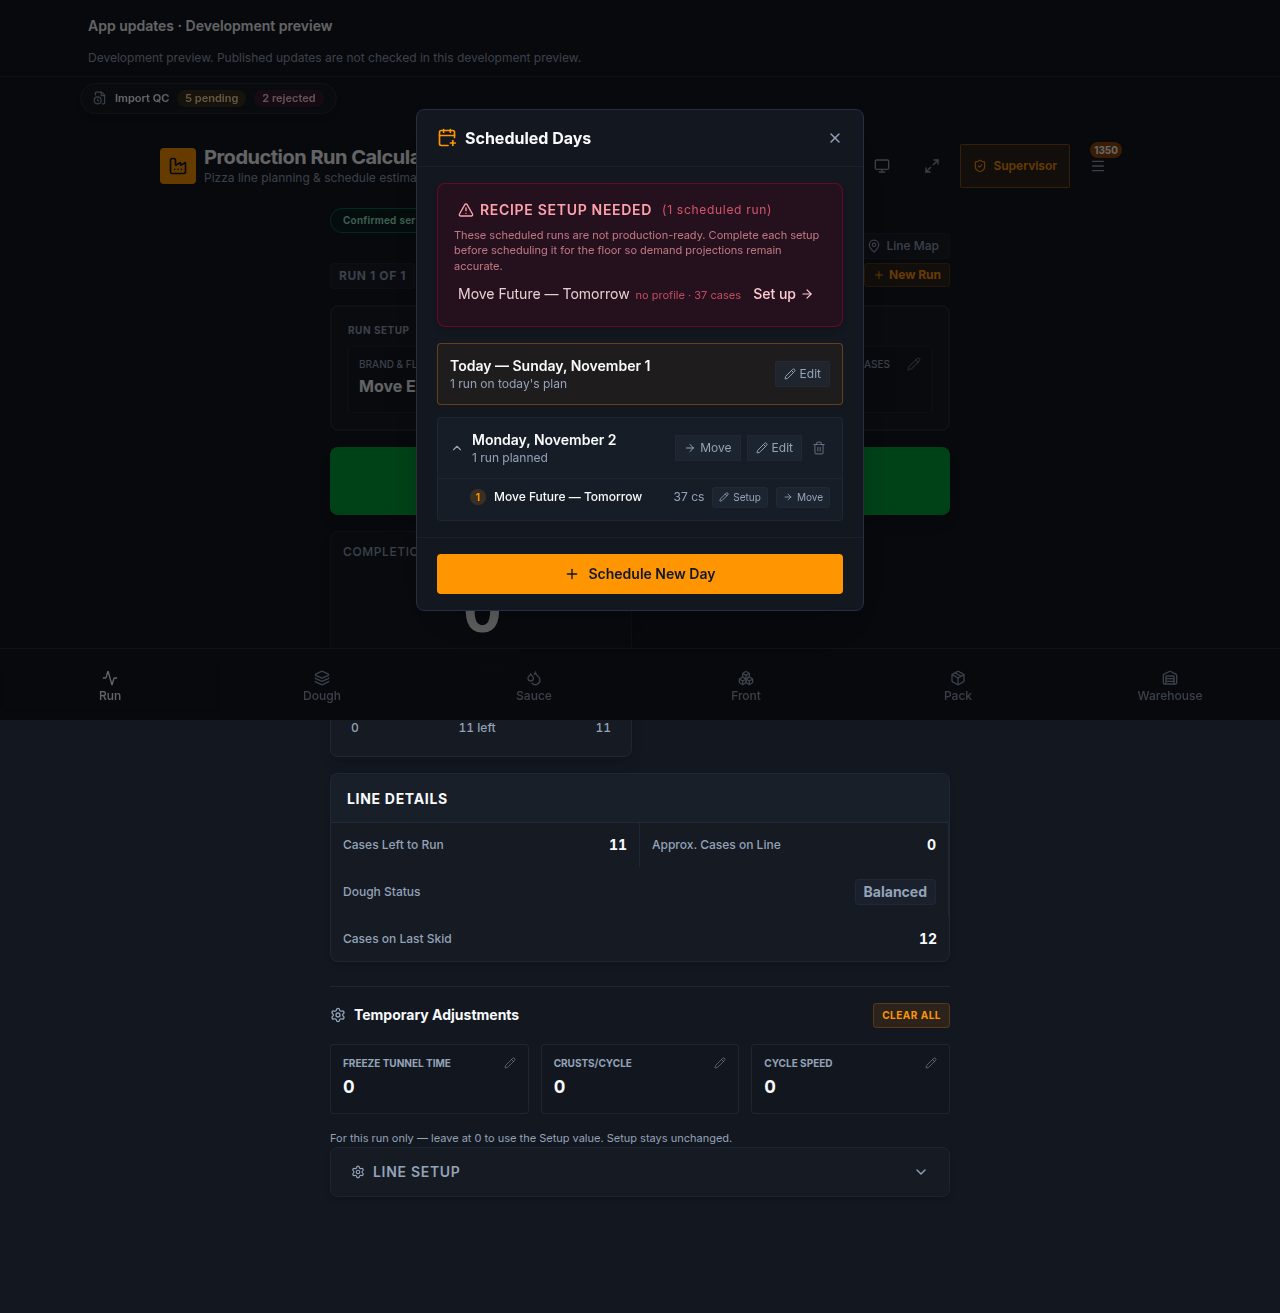 App updates · Development preview
Development preview. Published updates are not checked in this development preview.
Import QC 5 pending 2 rejected
Scheduled Days
Production Run Calcula
Pizza line planning & schedule estima
Supervisor
1350
Confirmed ser
Line Map
RUN 1 OF 1
New Run
RUN SETUP
BRAND & FL
Move E
ASES
RECIPE SETUP NEEDED (1 scheduled run)
These scheduled runs are not production-ready. Complete each setup
before scheduling it for the floor so demand projections remain
accurate.
Move Future — Tomorrow no profile · 37 cases Set up →
Today — Sunday, November 1
1 run on today's plan
Edit
Monday, November 2
1 run planned
→ Move
Edit
1 Move Future — Tomorrow 37 cs Setup → Move
+ Schedule New Day
COMPLETIO
0
Run
Dough
Sauce
Front
Pack
Warehouse
0 11 left 11
LINE DETAILS
Cases Left to Run 11
Approx. Cases on Line 0
Dough Status Balanced
Cases on Last Skid 12
Temporary Adjustments
CLEAR ALL
FREEZE TUNNEL TIME
0
CRUSTS/CYCLE
0
CYCLE SPEED
0
For this run only — leave at 0 to use the Setup value. Setup stays unchanged.
LINE SETUP